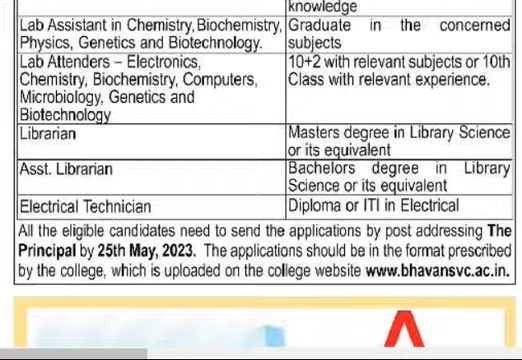 knowledge
Lab Assistant in Chemistry, Biochemistry,
Physics, Genetics and Biotechnology.
Graduate in the concerned
subjects
Lab Attenders – Electronics,
Chemistry, Biochemistry, Computers,
Microbiology, Genetics and
Biotechnology
10+2 with relevant subjects or 10th
Class with relevant experience.
Librarian
Masters degree in Library Science
or its equivalent
Asst. Librarian
Bachelors degree in Library
Science or its equivalent
Electrical Technician
Diploma or ITI in Electrical
All the eligible candidates need to send the applications by post addressing The
Principal by 25th May, 2023. The applications should be in the format prescribed
by the college, which is uploaded on the college website www.bhavansvc.ac.in.